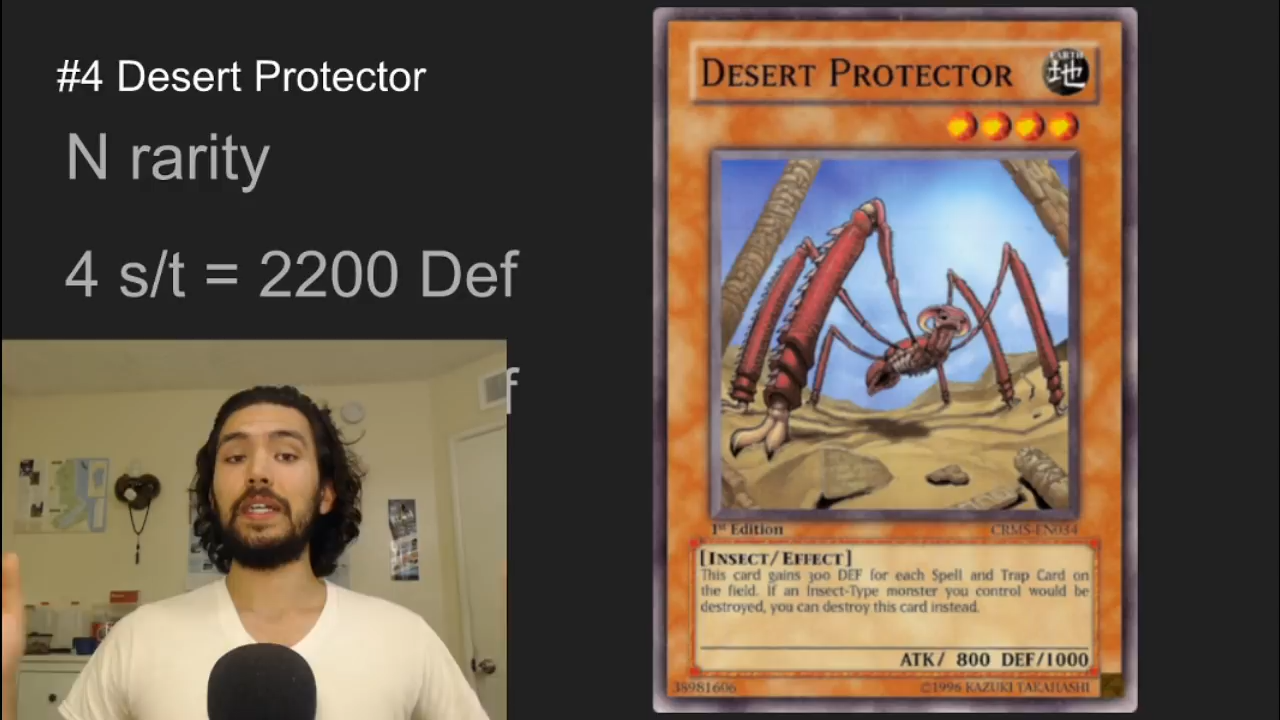 #4 Desert Protector
N rarity
4 s/t = 2200 Def
f
DESERT PROTECTOR
EARTH
地
1st Edition
CRMS-EN034
[INSECT/EFFECT]
This card gains 300 DEF for each Spell and Trap Card on
the field. If an Insect-Type monster you control would be
destroyed, you can destroy this card instead.
ATK/ 800 DEF/1000
38981606
©1996 KAZUKI TAKAHASHI